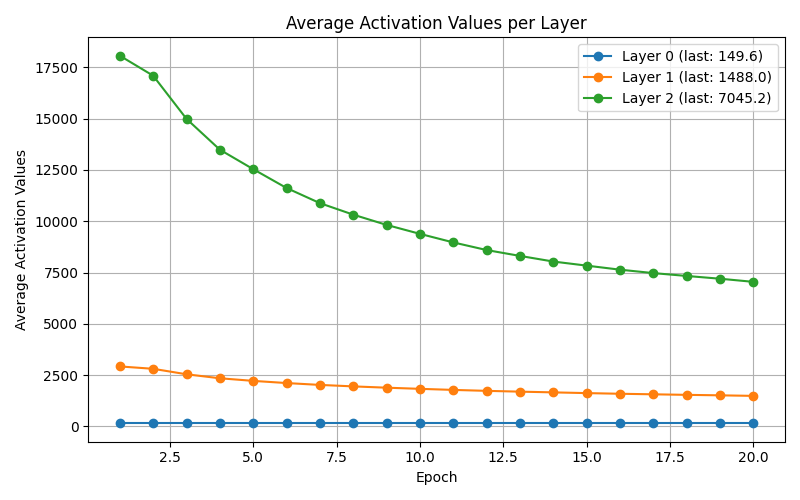 Average Activation Values per Layer
Layer 0 (last: 149.6)
Layer 1 (last: 1488.0)
Layer 2 (last: 7045.2)
Average Activation Values
17500
15000
12500
10000
7500
5000
2500
0
2.5 5.0 7.5 10.0 12.5 15.0 17.5 20.0
Epoch